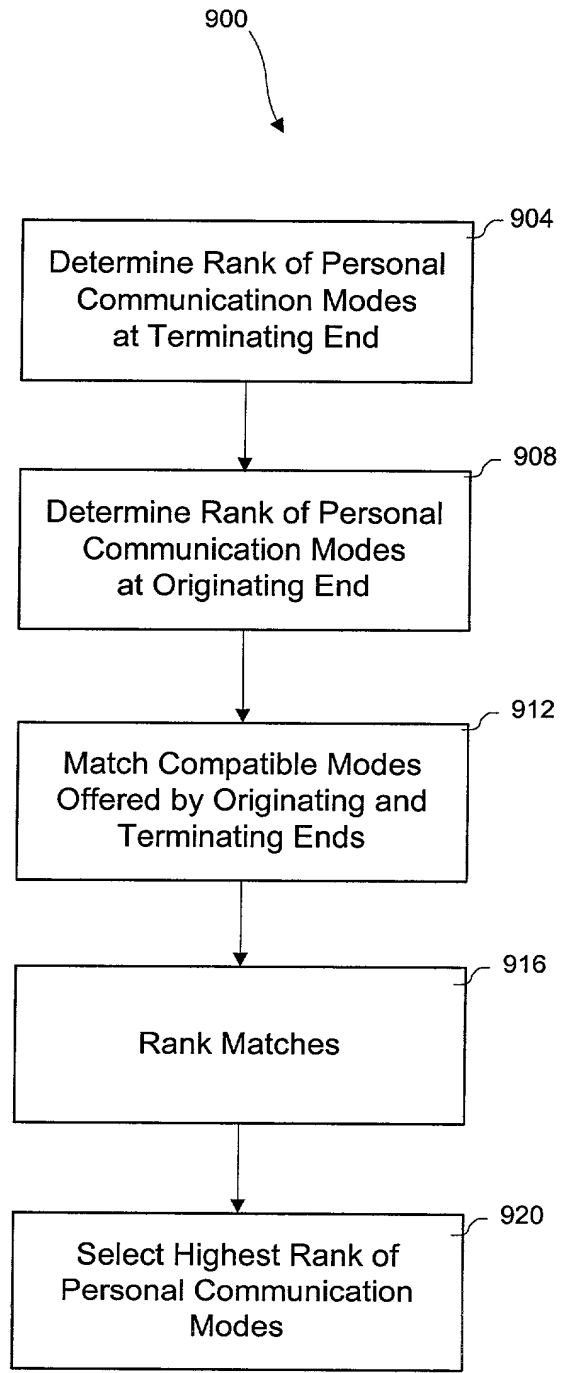 900
904
Determine Rank of Personal
Communicatinon Modes
at Terminating End
908
Determine Rank of Personal
Communication Modes
at Originating End
912
Match Compatible Modes
Offered by Originating and
Terminating Ends
916
Rank Matches
920
Select Highest Rank of
Personal Communication
Modes